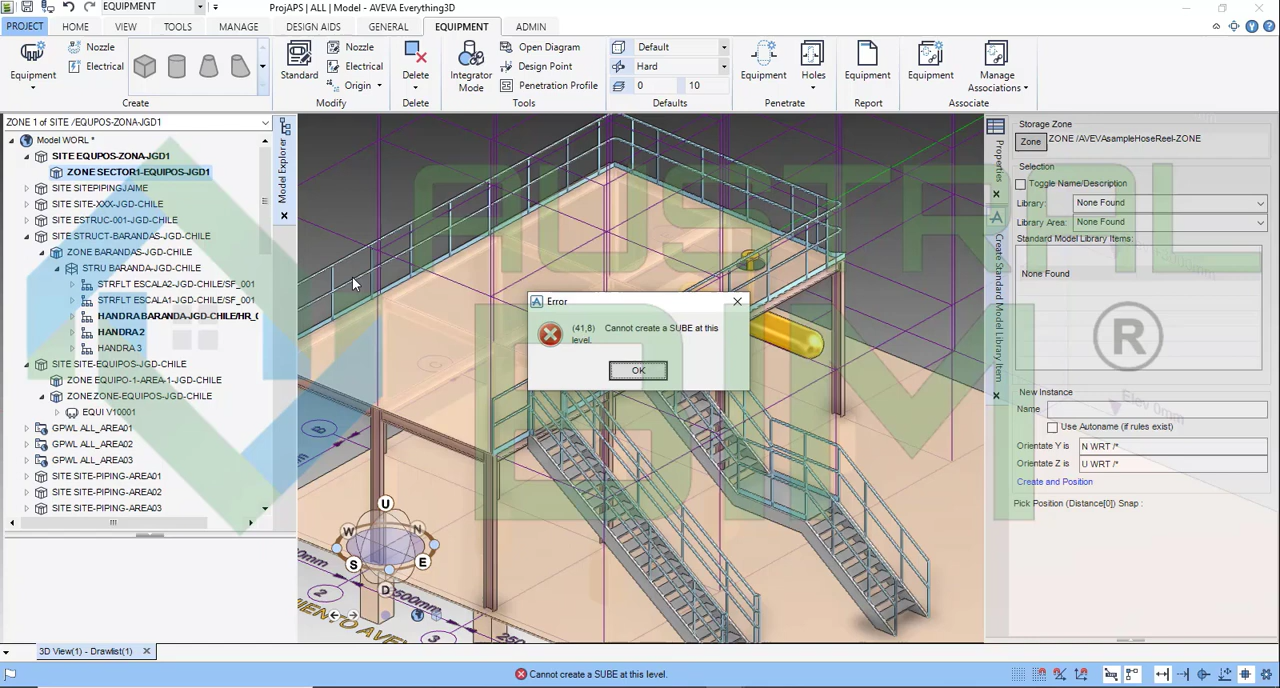 EQUIPMENT
ProjAPS | ALL | Model - AVEVA Everything3D
PROJECT
HOME
VIEW
TOOLS
MANAGE
DESIGN AIDS
GENERAL
EQUIPMENT
ADMIN
Equipment
Nozzle
Electrical
Create
Standard
Nozzle
Electrical
Origin
Modify
Delete
Delete
Integrator
Mode
Open Diagram
Design Point
Penetration Profile
Tools
Default
Hard
0
10
Defaults
Equipment
Holes
Penetrate
Equipment
Report
Equipment
Manage
Associations
Associate
ZONE 1 of SITE /EQUPOS-ZONA-JGD1
Model WORL *
SITE EQUPOS-ZONA-JGD1
ZONE SECTOR1-EQUIPOS-JGD1
SITE SITEPIPINGJAIME
SITE SITE-XXX-JGD-CHILE
SITE ESTRUC-001-JGD-CHILE
SITE STRUCT-BARANDAS-JGD-CHILE
ZONE BARANDAS-JGD-CHILE
STRU BARANDA-JGD-CHILE
STRFLT ESCALA2-JGD-CHILE/SF_001
STRFLT ESCALA1-JGD-CHILE/SF_001
HANDRA BARANDA-JGD-CHILE/HR_0
HANDRA 2
HANDRA 3
SITE SITE-EQUIPOS-JGD-CHILE
ZONE EQUIPO-1-AREA-1-JGD-CHILE
ZONE ZONE-EQUIPOS-JGD-CHILE
EQUI V10001
GPWL ALL_AREA01
GPWL ALL_AREA02
GPWL ALL_AREA03
SITE SITE-PIPING-AREA01
SITE SITE-PIPING-AREA02
SITE SITE-PIPING-AREA03
Model Explorer
AUSTRAL
BIM
®
Error
(41,8) Cannot create a SUBE at this
level.
OK
U
W
N
S
E
D
500mm
2
3
B
Properties
Create Standard Model Library Item
Storage Zone
Zone
ZONE /AVEVAsampleHoseReel-ZONE
Selection
Toggle Name/Description
Library:
None Found
Library Area:
None Found
Standard Model Library Items:
None Found
Elev 0mm
New Instance
Name
Use Autoname (if rules exist)
Orientate Y is
N WRT /*
Orientate Z is
U WRT /*
Create and Position
Pick Position (Distance[0]) Snap :
3D View(1) - Drawlist(1)
Cannot create a SUBE at this level.